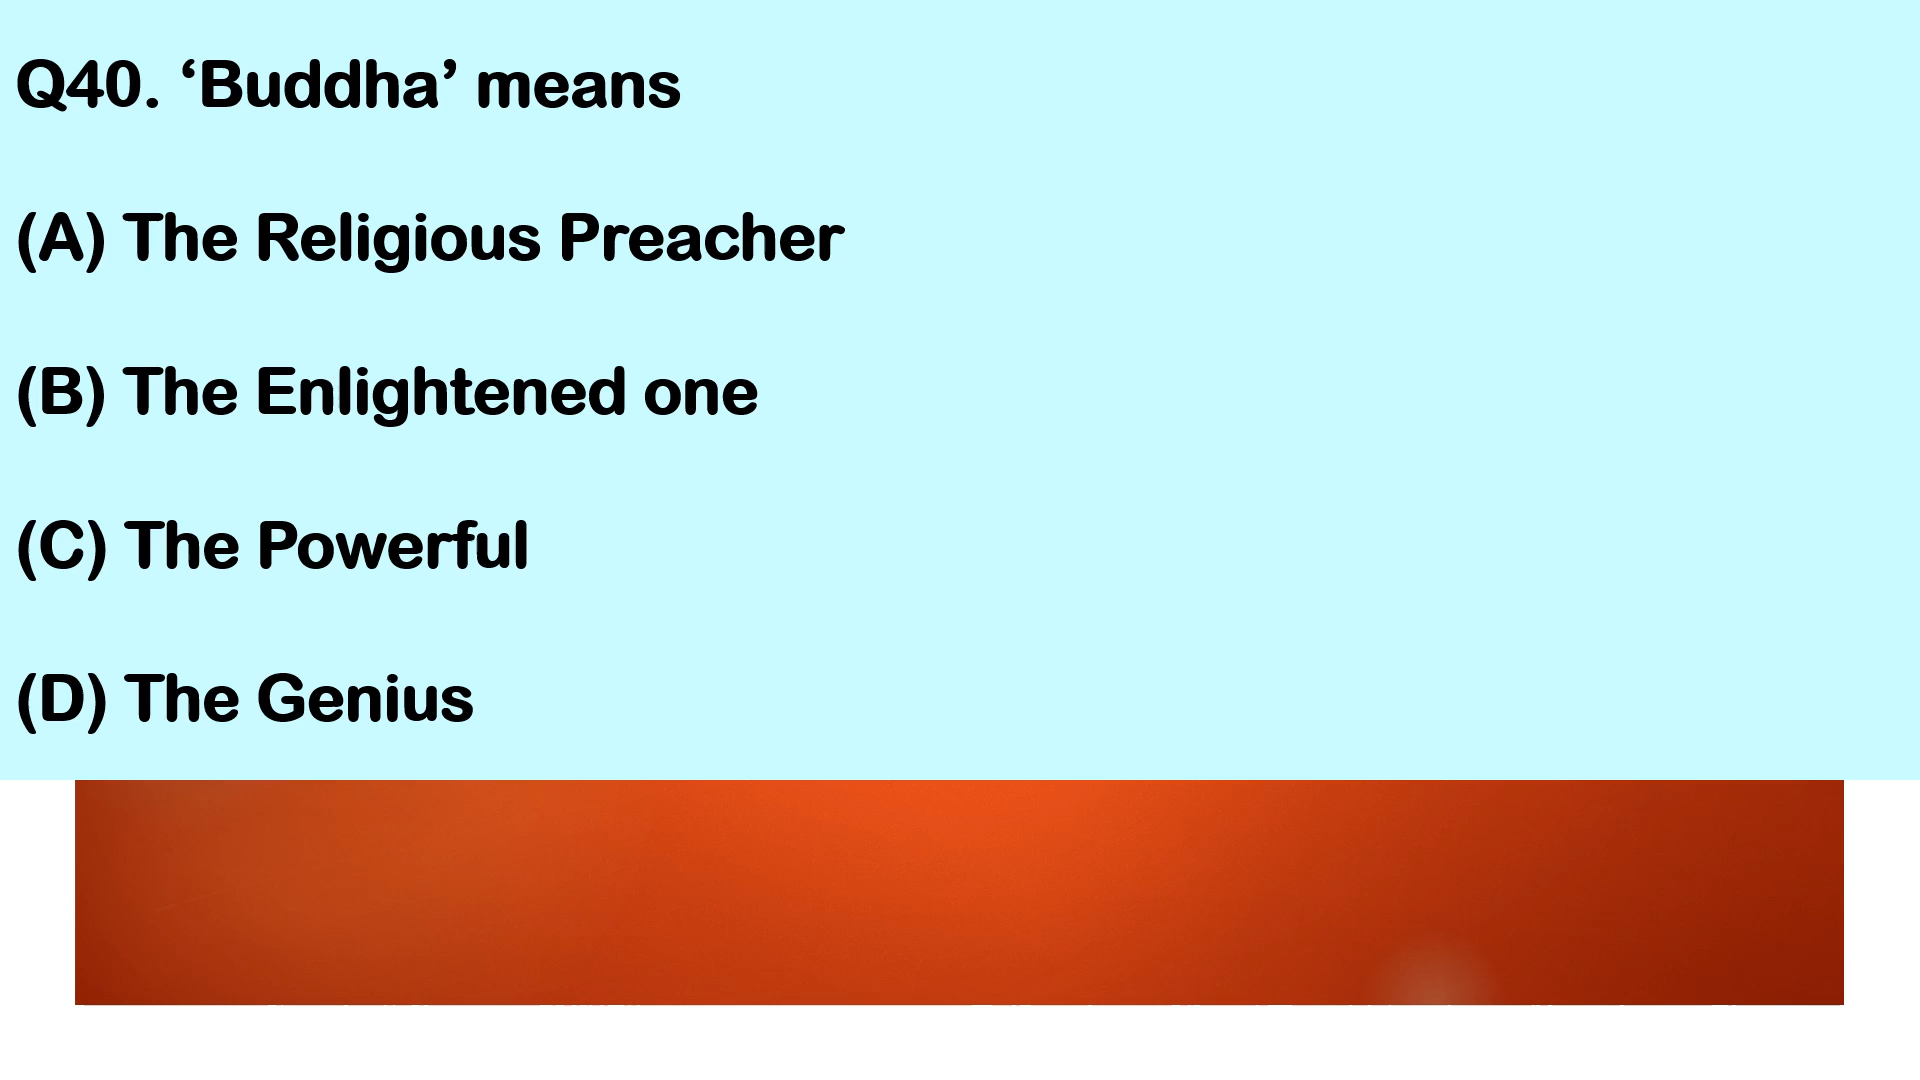 Q40. ‘Buddha’ means
(A) The Religious Preacher
(B) The Enlightened one
(C) The Powerful
(D) The Genius